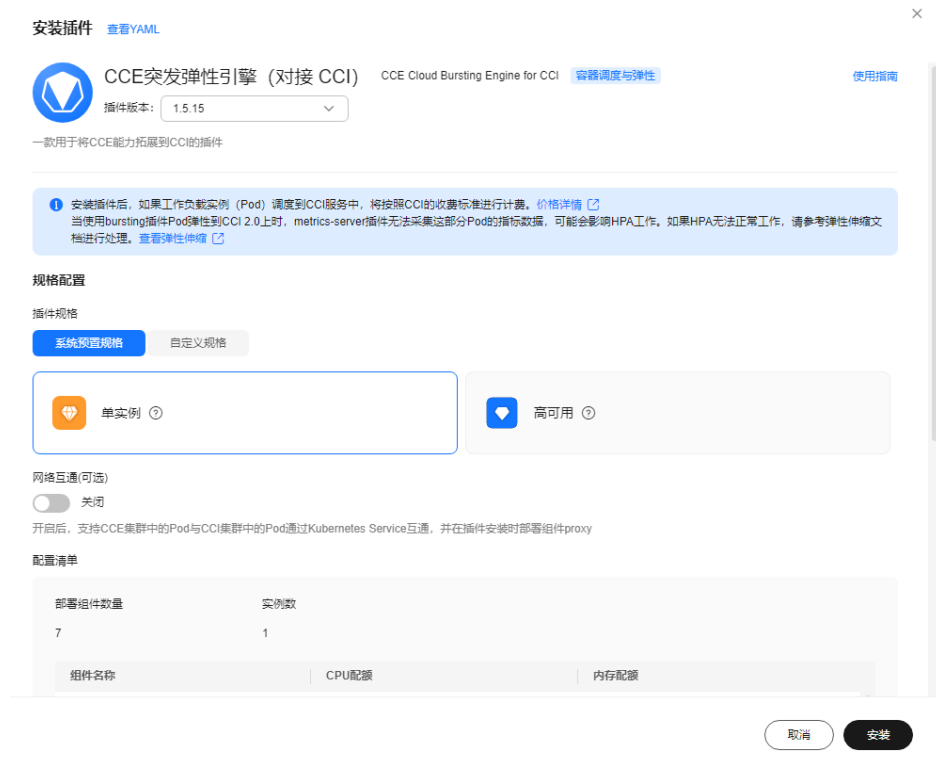 安装插件 查看YAML
CCE突发弹性引擎（对接 CCI） CCE Cloud Bursting Engine for CCI 容器调度与弹性 使用指南
插件版本： 1.5.15
一款用于将CCE能力拓展到CCI的插件
安装插件后，如果工作负载实例（Pod）调度到CCI服务中，将按照CCI的收费标准进行计费。价格详情
当使用bursting插件Pod弹性到CCI 2.0上时，metrics-server插件无法采集这部分Pod的指标数据，可能会影响HPA工作。如果HPA无法正常工作，请参考弹性伸缩文
档进行处理。查看弹性伸缩
规格配置
插件规格
系统预置规格 自定义规格
单实例 高可用
网络互通(可选)
关闭
开启后，支持CCE集群中的Pod与CCI集群中的Pod通过Kubernetes Service互通，并在插件安装时部署组件proxy
配置清单
部署组件数量 实例数
7 1
组件名称 CPU配额 内存配额
取消 安装